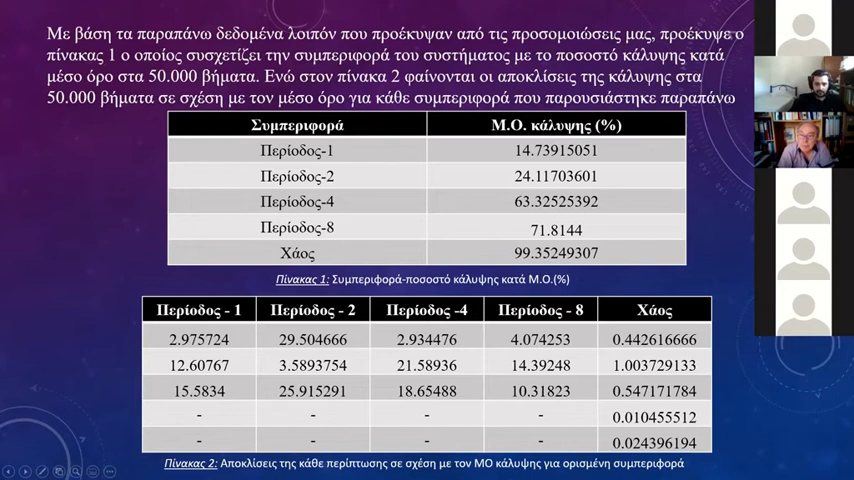 Με βάση τα παραπάνω δεδομένα λοιπόν που προέκυψαν από τις προσομοιώσεις μας, προέκυψε ο
πίνακας 1 ο οποίος συσχετίζει την συμπεριφορά του συστήματος με το ποσοστό κάλυψης κατά
μέσο όρο στα 50.000 βήματα. Ενώ στον πίνακα 2 φαίνονται οι αποκλίσεις της κάλυψης στα
50.000 βήματα σε σχέση με τον μέσο όρο για κάθε συμπεριφορά που παρουσιάστηκε παραπάνω
Συμπεριφορά Μ.Ο. κάλυψης (%)
Περίοδος-1 14.73915051
Περίοδος-2 24.11703601
Περίοδος-4 63.32525392
Περίοδος-8 71.8144
Χάος 99.35249307
Πίνακας 1: Συμπεριφορά-ποσοστό κάλυψης κατά Μ.Ο.(%)
Περίοδος - 1 Περίοδος - 2 Περίοδος -4 Περίοδος - 8 Χάος
2.975724 29.504666 2.934476 4.074253 0.442616666
12.60767 3.5893754 21.58936 14.39248 1.003729133
15.5834 25.915291 18.65488 10.31823 0.547171784
- - - - 0.010455512
- - - - 0.024396194
Πίνακας 2: Αποκλίσεις της κάθε περίπτωσης σε σχέση με τον ΜΟ κάλυψης για ορισμένη συμπεριφορά